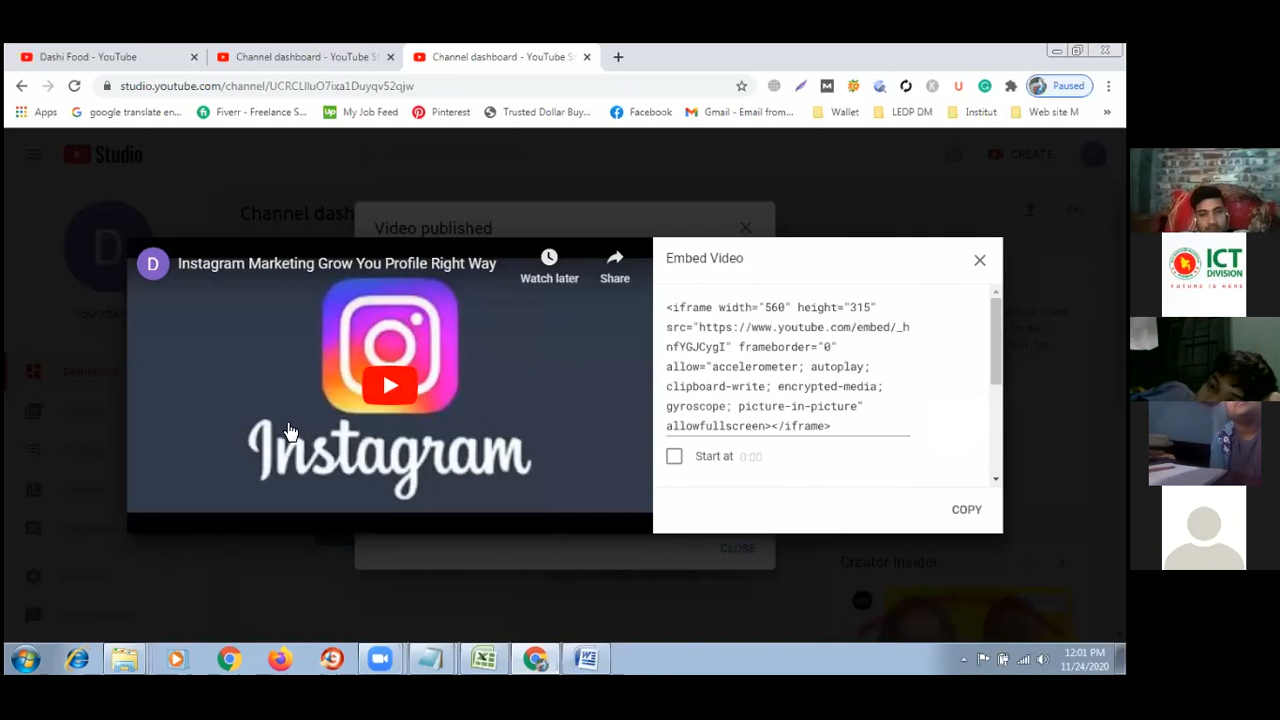 Dashi Food - YouTube
Channel dashboard - YouTube S
Channel dashboard - YouTube S
studio.youtube.com/channel/UCRCLlluO7ixa1Duyqv52qjw
Paused
Apps
google translate en...
Fiverr - Freelance S...
My Job Feed
Pinterest
Trusted Dollar Buy...
Facebook
Gmail - Email from...
Wallet
LEDP DM
Institut
Web site M
»
Studio
CREATE
D
Channel dash
Video published
D
Instagram Marketing Grow You Profile Right Way
Watch later
Share
Instagram
Embed Video
<iframe width="560" height="315"
src="https://www.youtube.com/embed/_h
nfYGJCygI" frameborder="0"
allow="accelerometer; autoplay;
clipboard-write; encrypted-media;
gyroscope; picture-in-picture"
allowfullscreen></iframe>
Start at 0:00
COPY
CLOSE
Dashboard
Creator Insider
12:01 PM
11/24/2020
ICT
DIVISION
FUTURE IS HERE